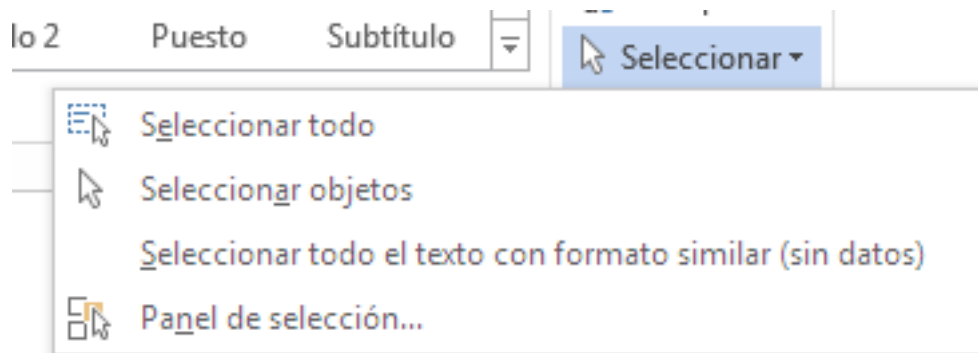 lo 2 Puesto Subtítulo
Seleccionar
Seleccionar todo
Seleccionar objetos
Seleccionar todo el texto con formato similar (sin datos)
Panel de selección...